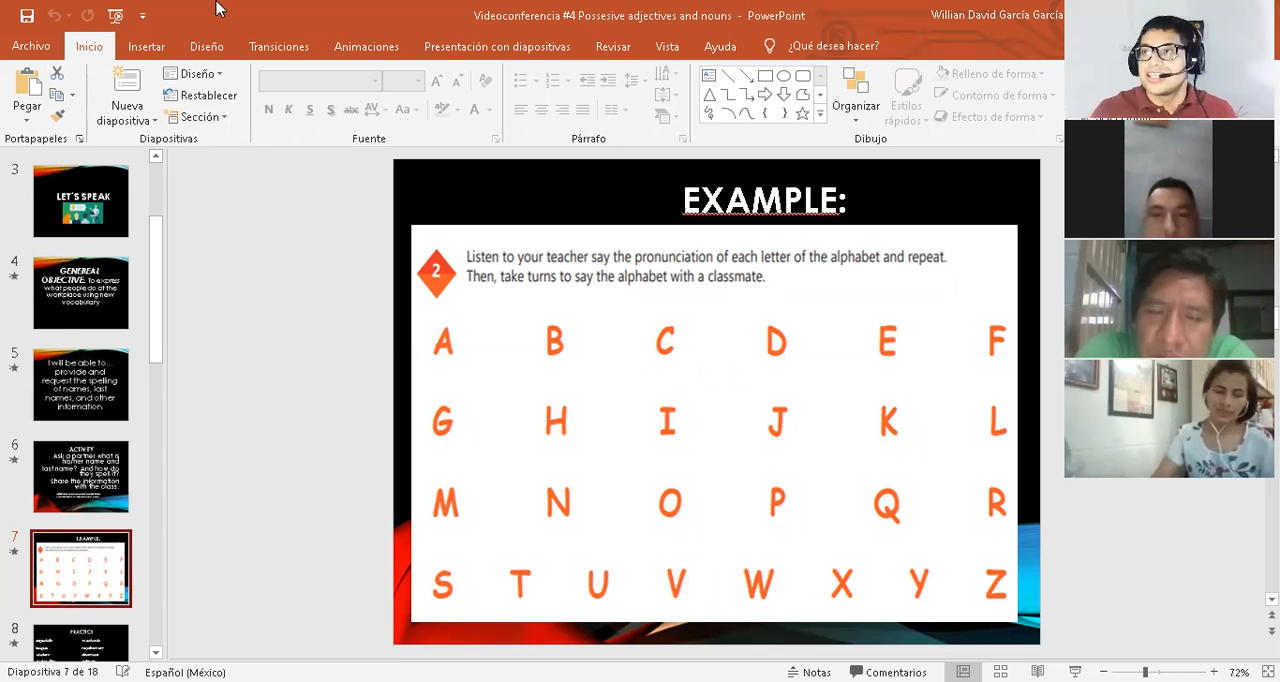 Videoconferencia #4 Possesive adjectives and nouns - PowerPoint
Willian David García García
Archivo Inicio Insertar Diseño Transiciones Animaciones Presentación con diapositivas Revisar Vista Ayuda ¿Qué desea hacer?
Pegar
Nueva diapositiva
Diseño
Restablecer
Sección
N K S S abc AV Aa A
Organizar
Estilos rápidos
Relleno de forma
Contorno de forma
Efectos de forma
Portapapeles Diapositivas Fuente Párrafo Dibujo
3
LET'S SPEAK
4
GENEREAL
OBJECTIVE: To express
what people do at the
workplace using new
vocabulary
5
I will be able to...
provide and
request the spelling
of names, last
names, and other
information
6
ACTIVITY
Ask a partner what is
his/her name and
last name? And how do
they spell it?
Share the information
with the class.
7
EXAMPLE:
8
PRACTICE
EXAMPLE:
2
Listen to your teacher say the pronunciation of each letter of the alphabet and repeat.
Then, take turns to say the alphabet with a classmate.
A B C D E F
G H I J K L
M N O P Q R
S T U V W X Y Z
Diapositiva 7 de 18 Español (México) Notas Comentarios 72%